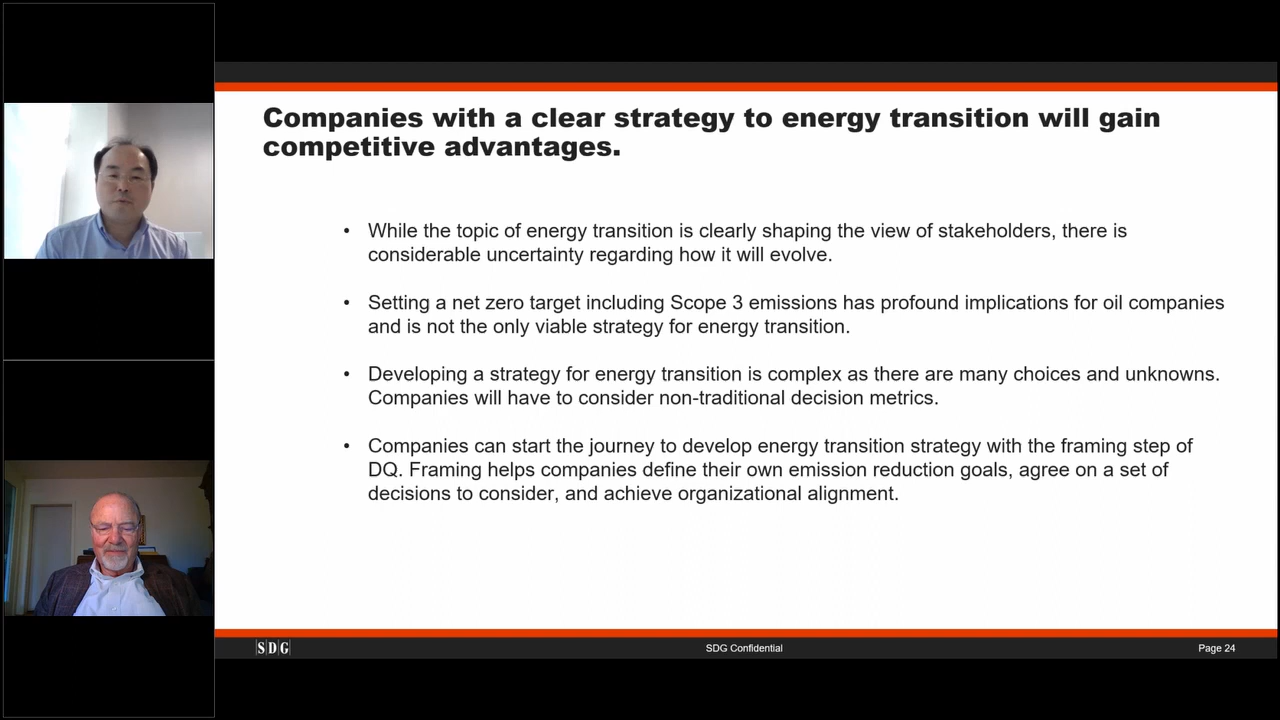 Companies with a clear strategy to energy transition will gain
competitive advantages.
• While the topic of energy transition is clearly shaping the view of stakeholders, there is
considerable uncertainty regarding how it will evolve.
• Setting a net zero target including Scope 3 emissions has profound implications for oil companies
and is not the only viable strategy for energy transition.
• Developing a strategy for energy transition is complex as there are many choices and unknowns.
Companies will have to consider non-traditional decision metrics.
• Companies can start the journey to develop energy transition strategy with the framing step of
DQ. Framing helps companies define their own emission reduction goals, agree on a set of
decisions to consider, and achieve organizational alignment.
SDG
SDG Confidential
Page 24